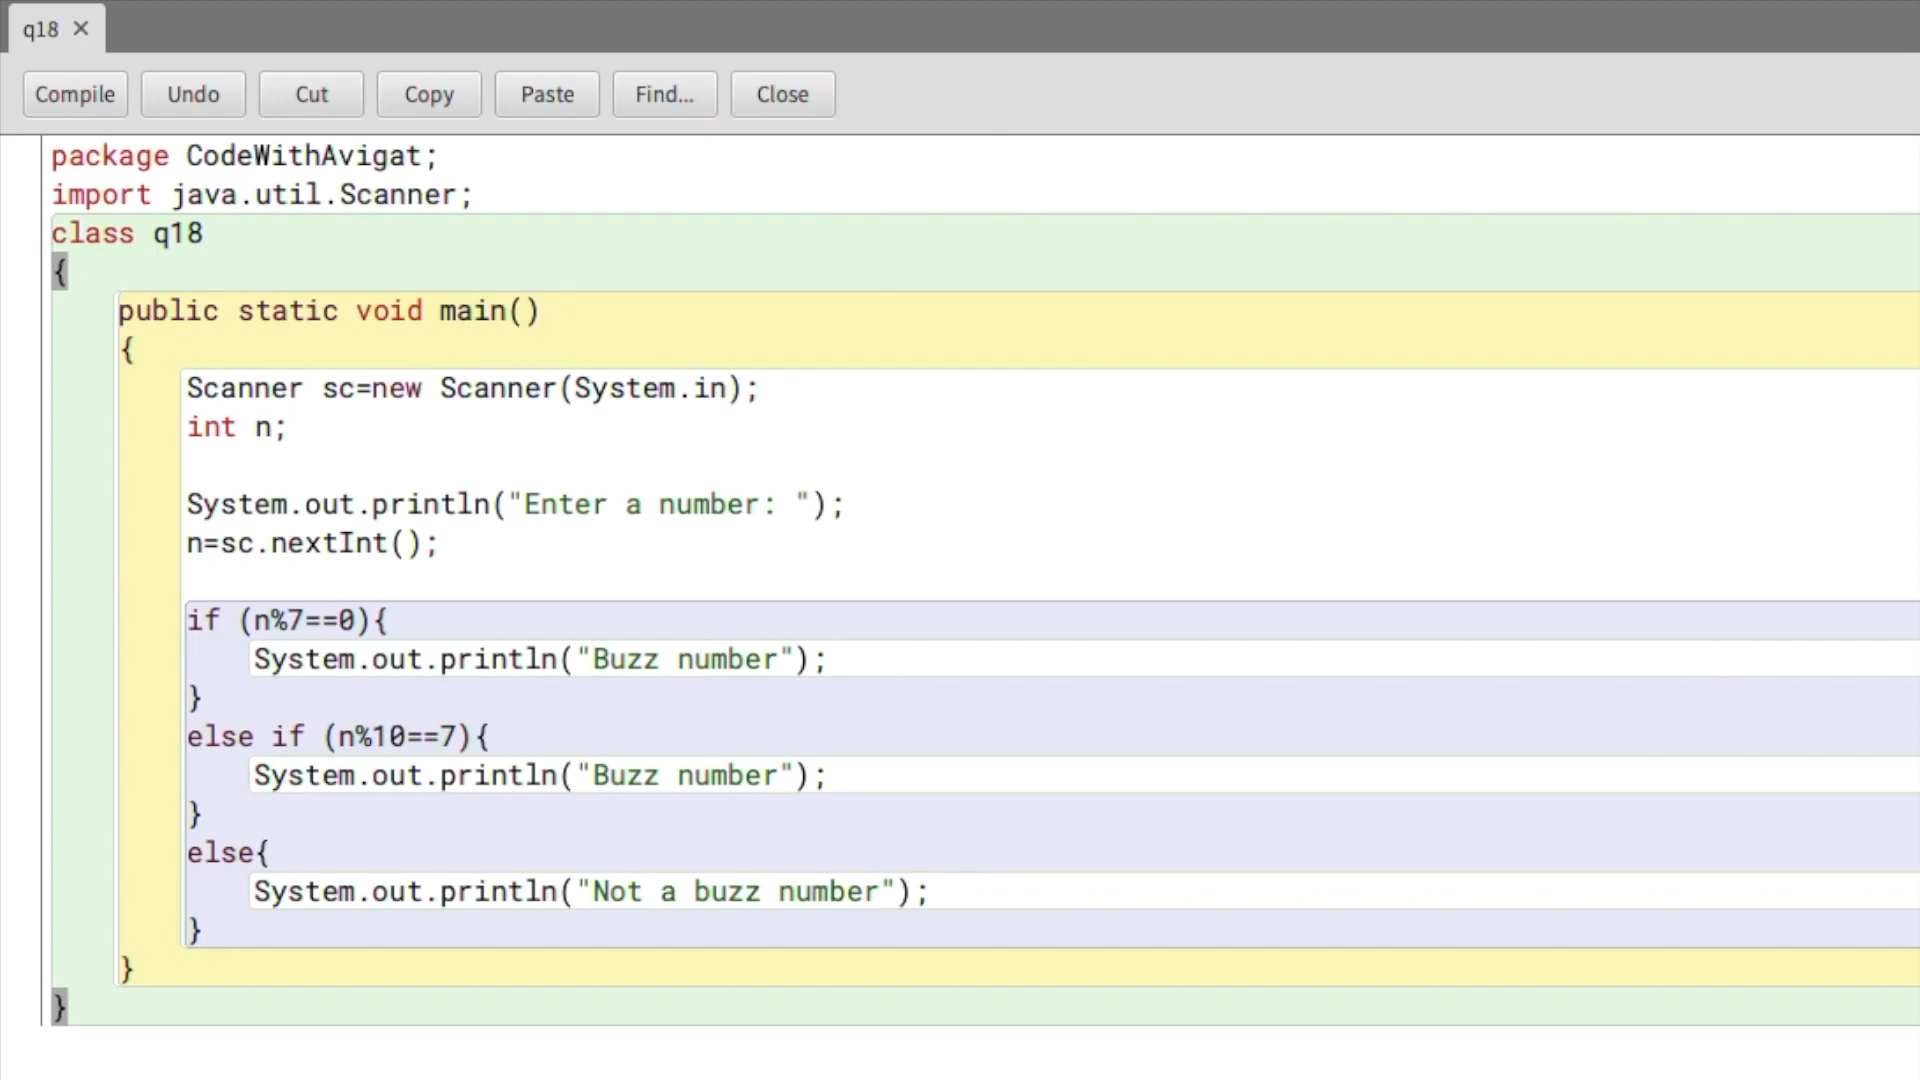 q18 ×
Compile Undo Cut Copy Paste Find... Close
package CodeWithAvigat;
import java.util.Scanner;
class q18
{
public static void main()
{
Scanner sc=new Scanner(System.in);
int n;
System.out.println("Enter a number: ");
n=sc.nextInt();
if (n%7==0){
System.out.println("Buzz number");
}
else if (n%10==7){
System.out.println("Buzz number");
}
else{
System.out.println("Not a buzz number");
}
}
}